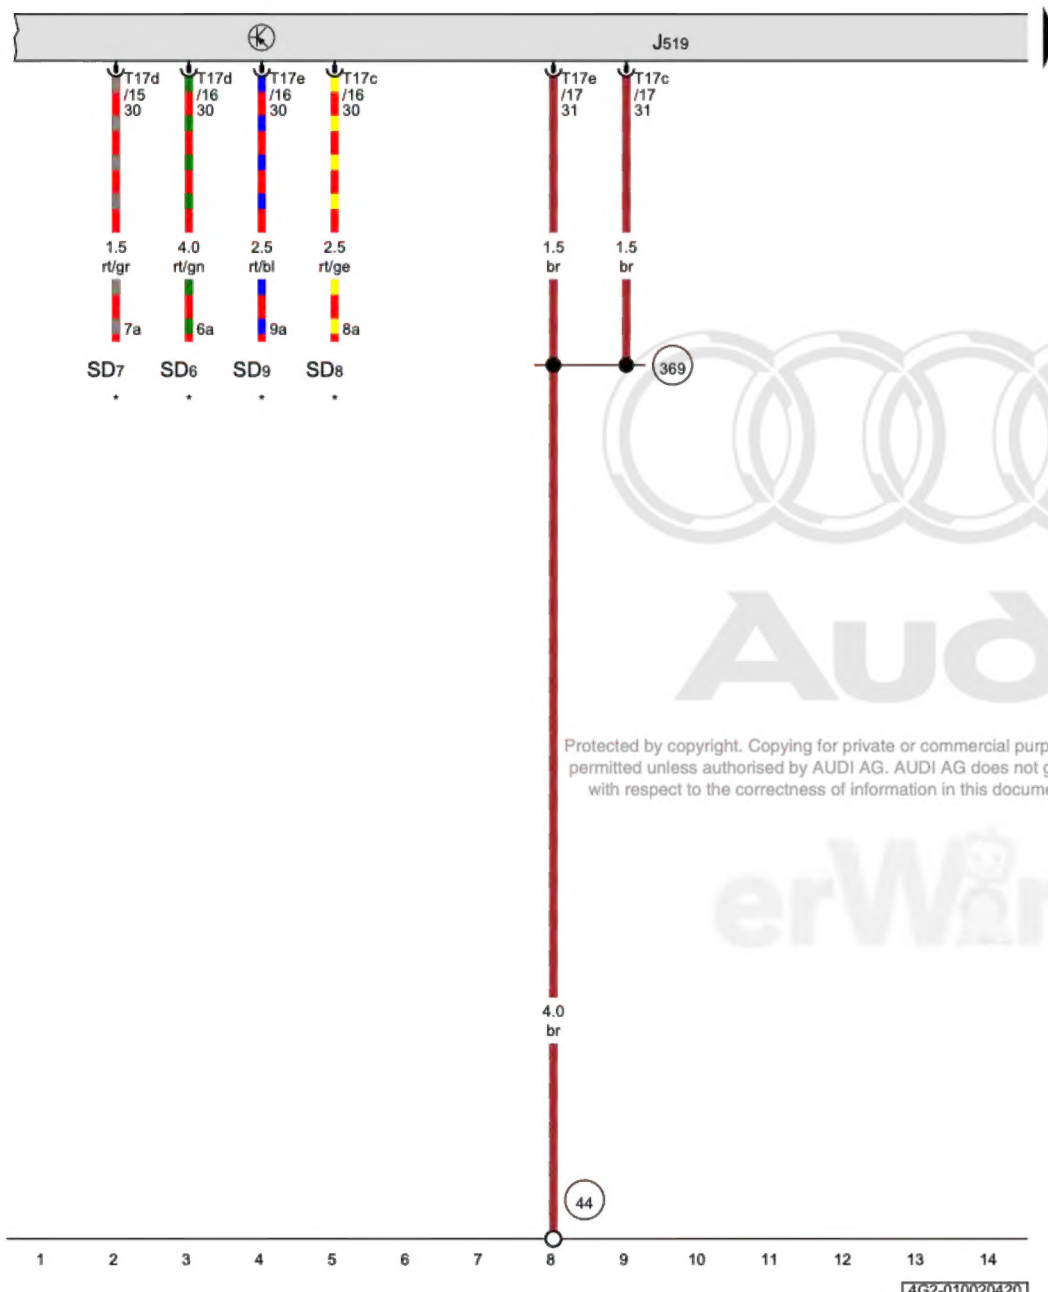 J519
T17d T17d T17e T17c T17e T17c
/15 /16 /16 /16 /17 /17
30 30 30 30 31 31
1.5 4.0 2.5 2.5 1.5 1.5
rt/gr rt/gn rt/bl rt/ge br br
7a 6a 9a 8a
SD7 SD6 SD9 SD8 369
* * * *
Audi
Protected by copyright. Copying for private or commercial purp
permitted unless authorised by AUDI AG. AUDI AG does not g
with respect to the correctness of information in this docume
erWin
4.0
br
44
1 2 3 4 5 6 7 8 9 10 11 12 13 14
4G2-010020420